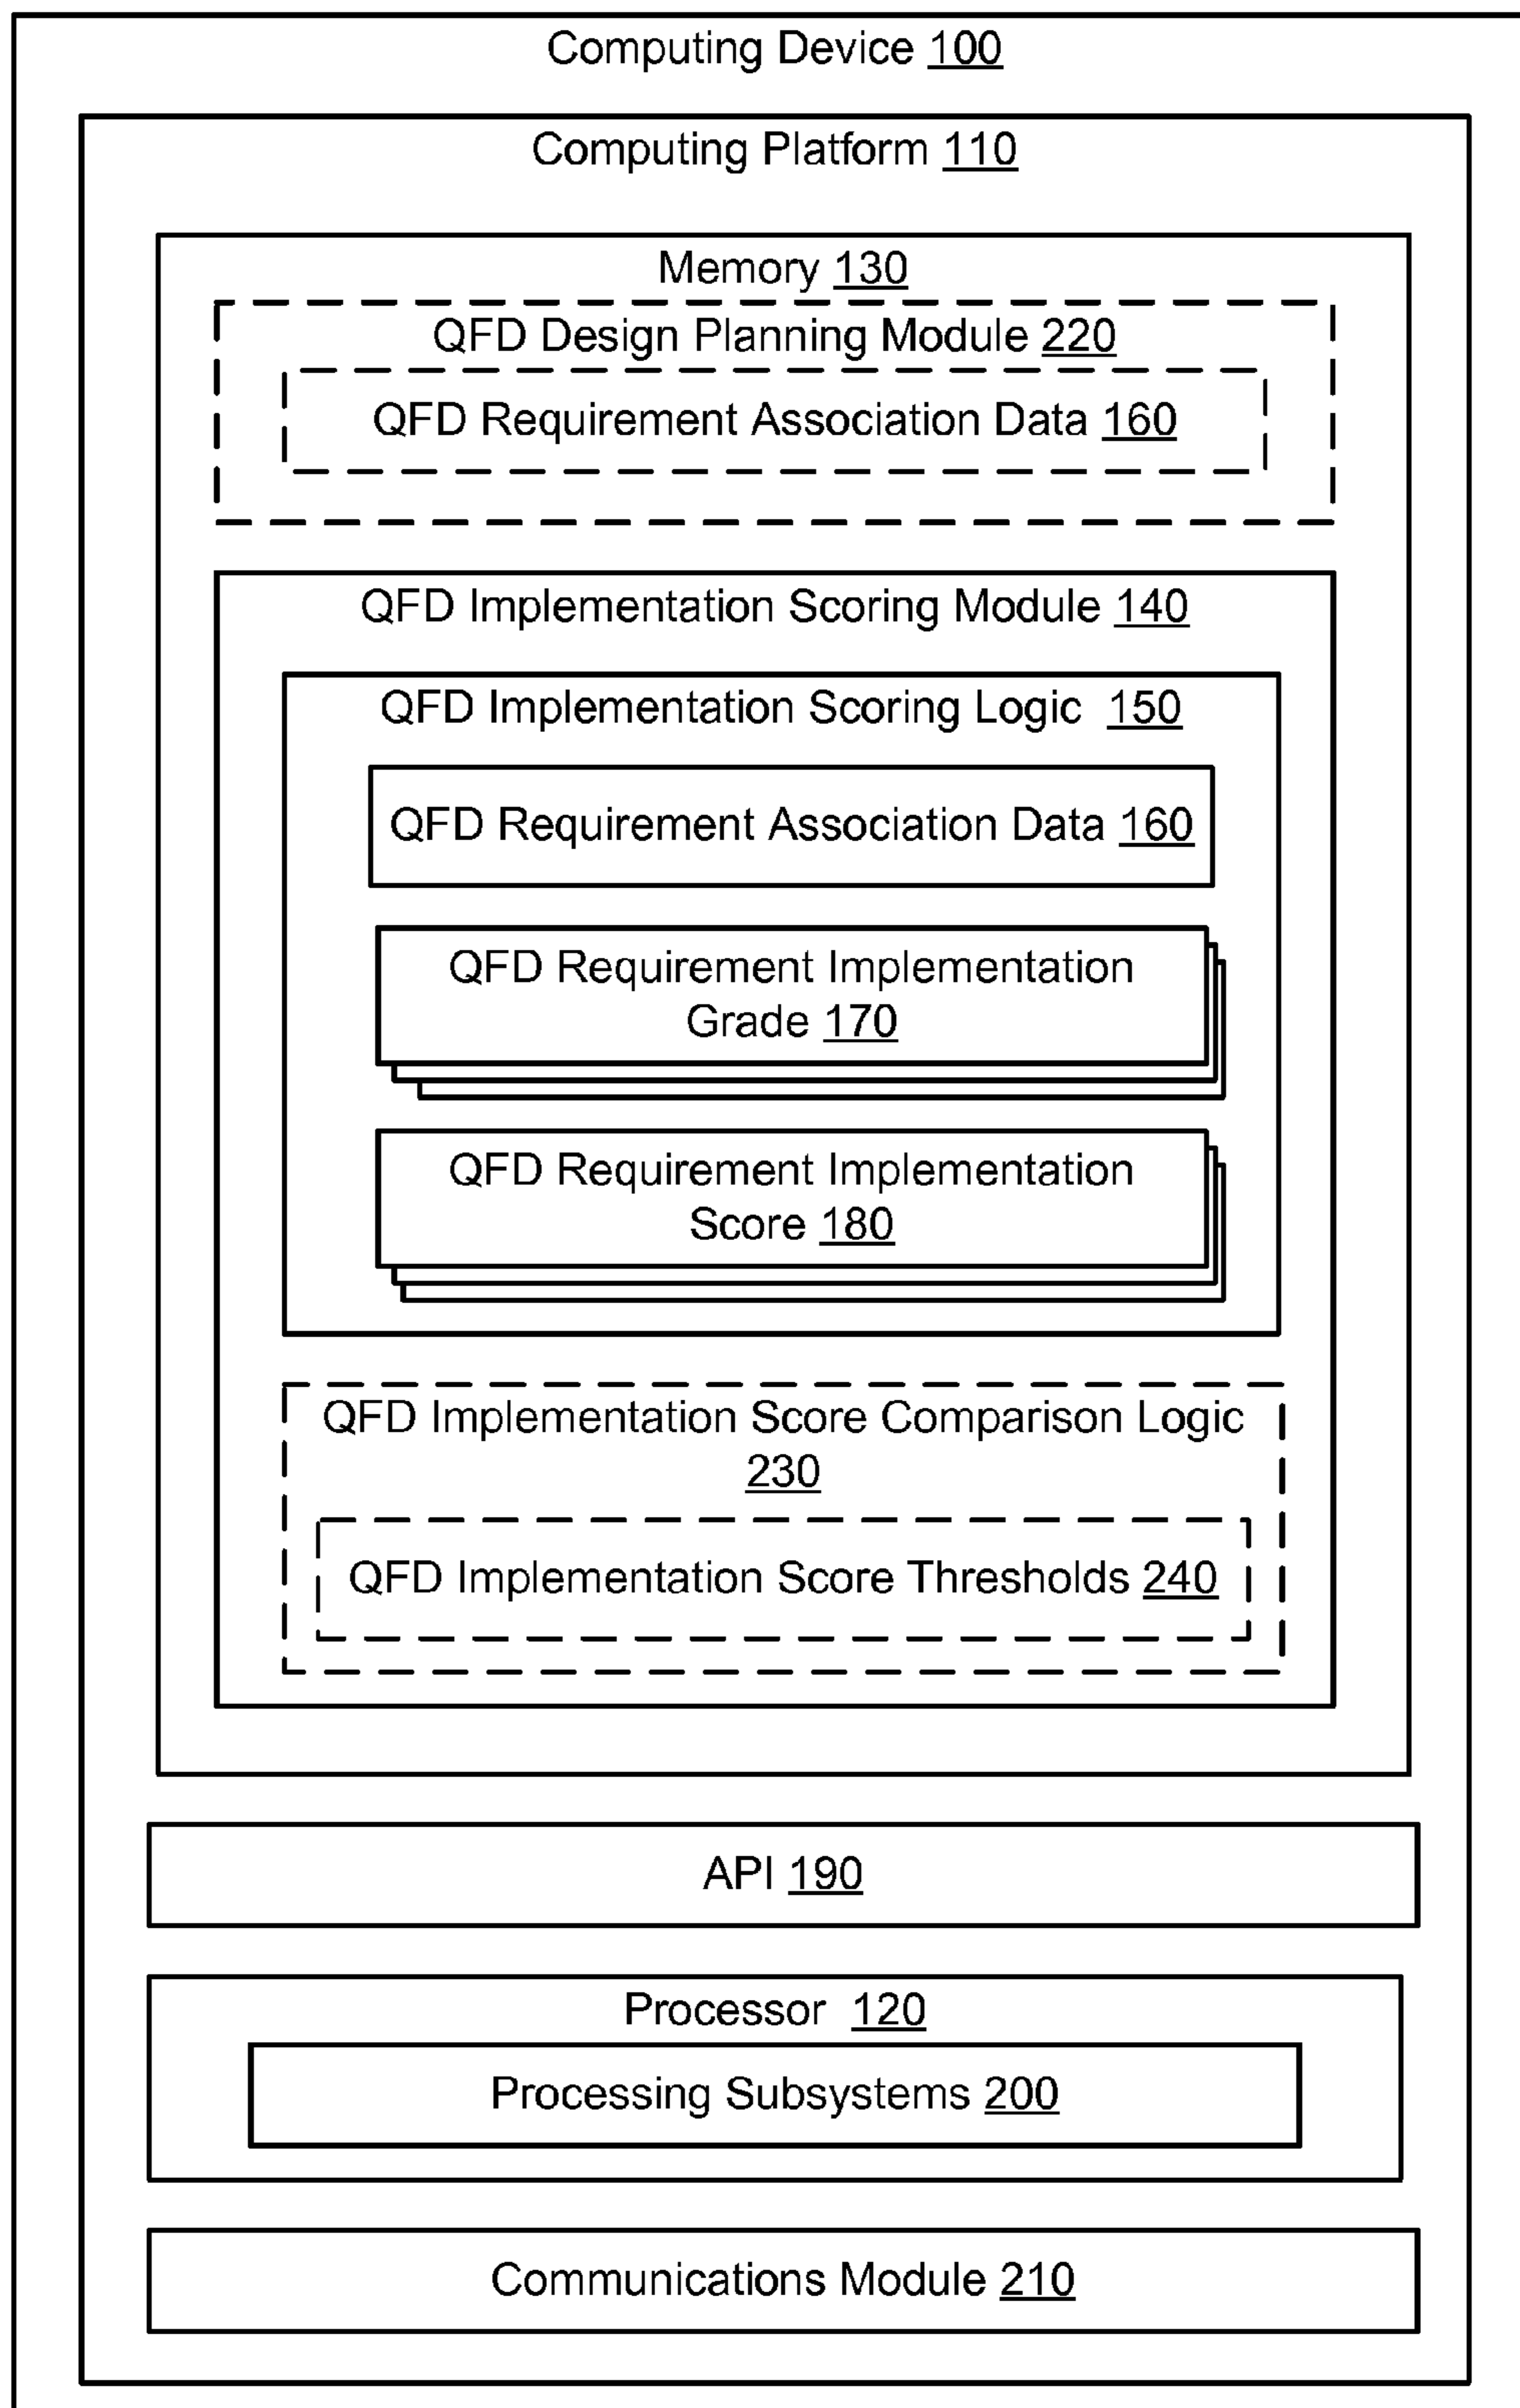 Computing Device 100
Computing Platform 110
Memory 130
QFD Design Planning Module 220
QFD Requirement Association Data 160
QFD Implementation Scoring Module 140
QFD Implementation Scoring Logic 150
QFD Requirement Association Data 160
QFD Requirement Implementation
Grade 170
QFD Requirement Implementation
Score 180
QFD Implementation Score Comparison Logic
230
QFD Implementation Score Thresholds 240
API 190
Processor 120
Processing Subsystems 200
Communications Module 210